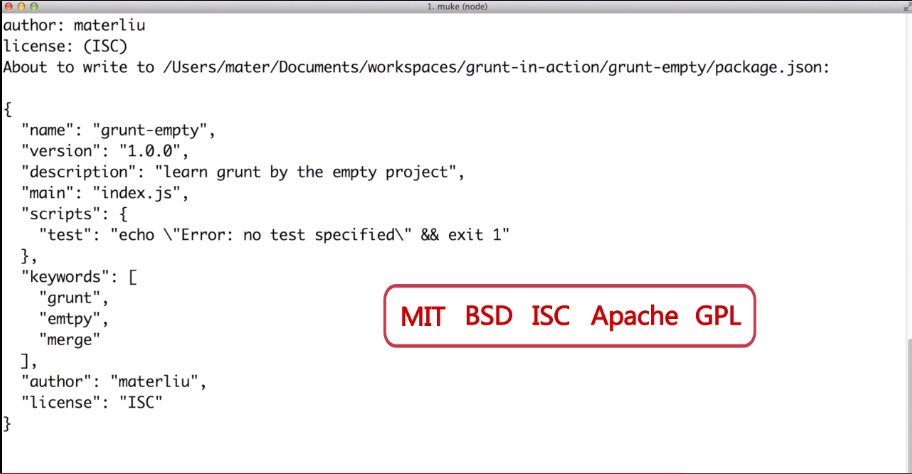 1. muke (node)
author: materliu
license: (ISC)
About to write to /Users/mater/Documents/workspaces/grunt-in-action/grunt-empty/package.json:
{
  "name": "grunt-empty",
  "version": "1.0.0",
  "description": "learn grunt by the empty project",
  "main": "index.js",
  "scripts": {
    "test": "echo \"Error: no test specified\" && exit 1"
  },
  "keywords": [
    "grunt",
    "emtpy",
    "merge"
  ],
  "author": "materliu",
  "license": "ISC"
}
MIT BSD ISC Apache GPL